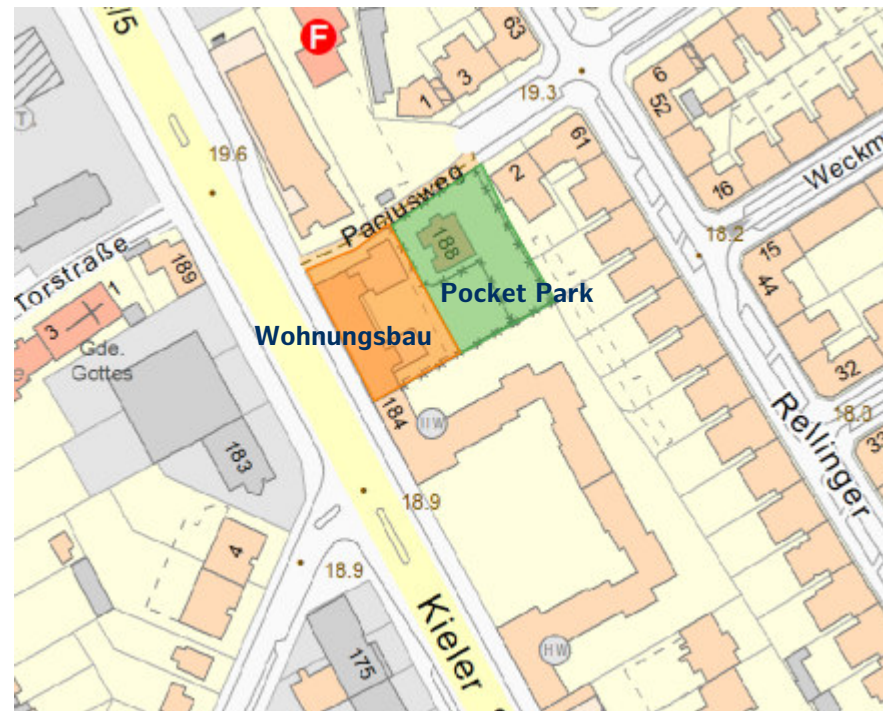 /5
F
63
3
1
19.3
6
52
T
19.6
61
2
16
Weckm
Paciusweg
188
18.2
Torstraße
189
15
44
Pocket Park
3
1
Wohnungsbau
Gde.
Gottes
32
184
18.0
33
183
Rellinger
18.9
4
18.9
Kieler
HW
175